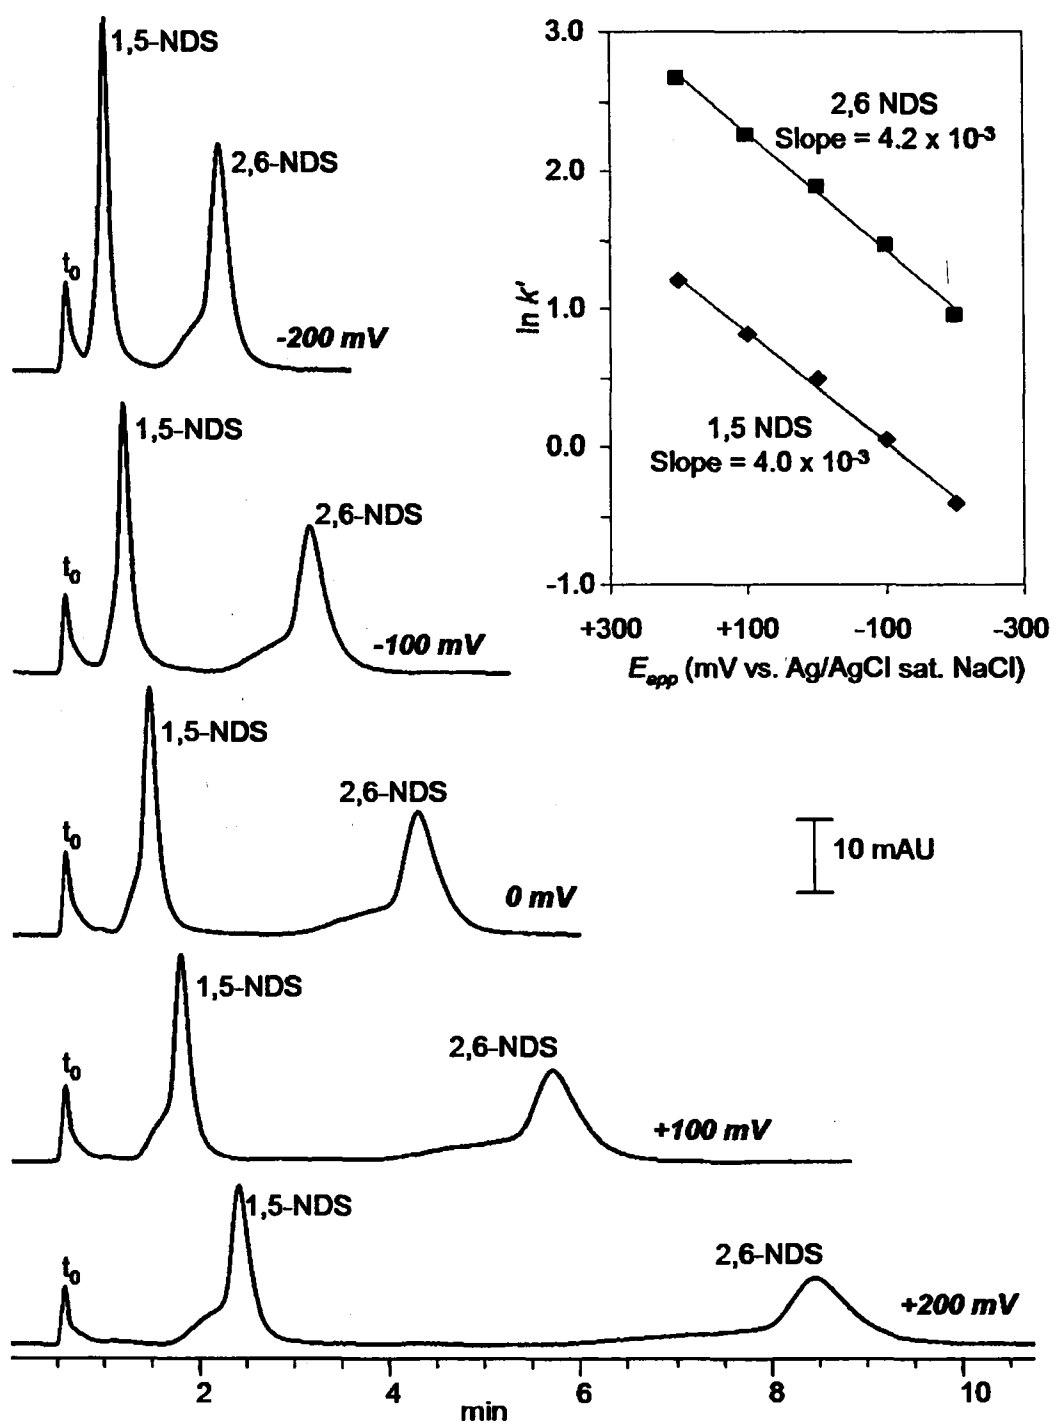 1,5-NDS
2,6-NDS
t₀
-200 mV
1,5-NDS
2,6-NDS
t₀
-100 mV
1,5-NDS
2,6-NDS
t₀
0 mV
1,5-NDS
2,6-NDS
t₀
+100 mV
1,5-NDS
2,6-NDS
t₀
+200 mV
2 4 6 8 10
min
3.0
2.0
1.0
0.0
-1.0
ln k'
2,6 NDS
Slope = 4.2 x 10⁻³
1,5 NDS
Slope = 4.0 x 10⁻³
+300 +100 -100 -300
Eapp (mV vs. Ag/AgCl sat. NaCl)
10 mAU